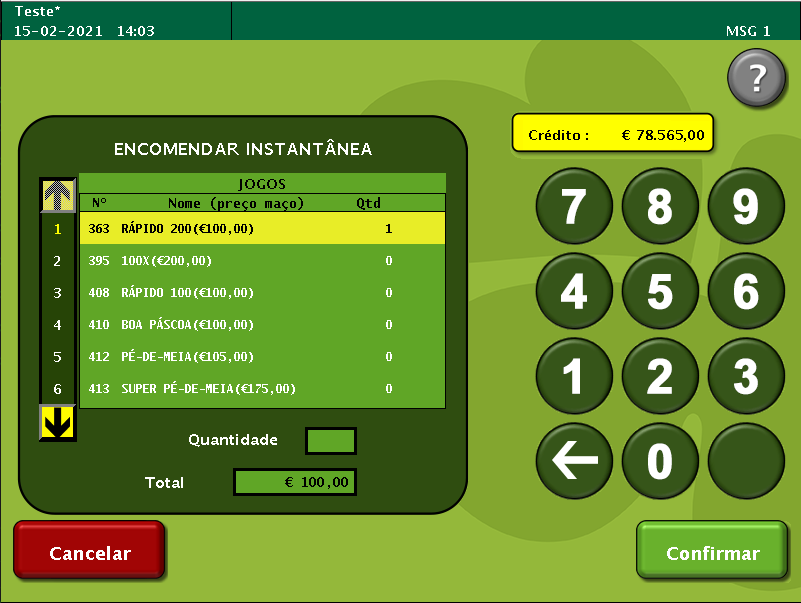 Teste*
15-02-2021 14:03
MSG 1
?
ENCOMENDAR INSTANTÂNEA
Crédito : € 78.565,00
JOGOS
Nº Nome (preço maço) Qtd
1 363 RÁPIDO 200(€100,00) 1
2 395 100X(€200,00) 0
3 408 RÁPIDO 100(€100,00) 0
4 410 BOA PÁSCOA(€100,00) 0
5 412 PÉ-DE-MEIA(€105,00) 0
6 413 SUPER PÉ-DE-MEIA(€175,00) 0
Quantidade
Total € 100,00
7 8 9
4 5 6
1 2 3
0
Cancelar
Confirmar